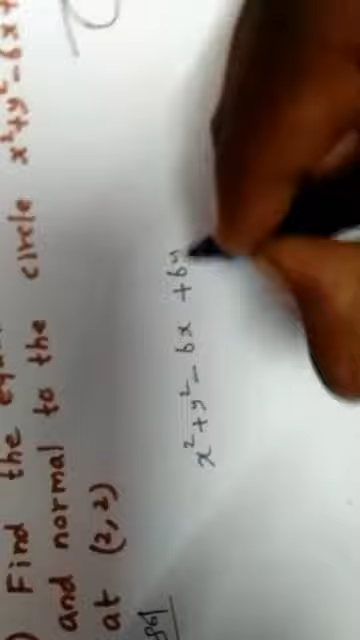 ) Find the
and normal to the circle x²+y²-6x+
at (2,2)
x²+y²-6x +6y